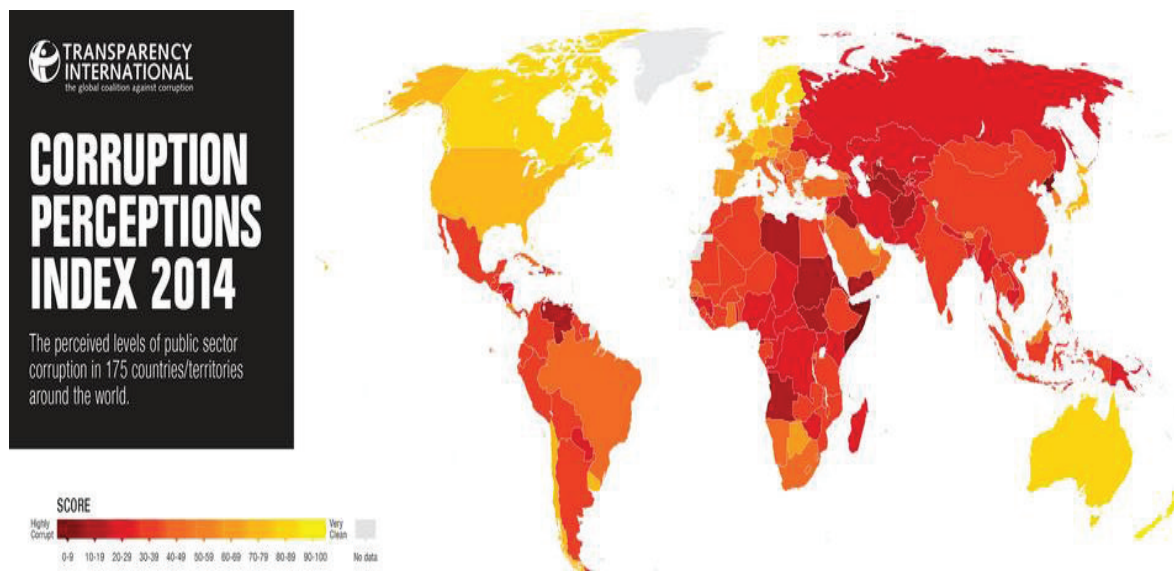 TRANSPARENCY
INTERNATIONAL
the global coalition against corruption
CORRUPTION
PERCEPTIONS
INDEX 2014
The perceived levels of public sector
corruption in 175 countries/territories
around the world.
SCORE
Highly
Corrupt
Very
Clean
0-9 10-19 20-29 30-39 40-49 50-59 60-69 70-79 80-89 90-100 No data